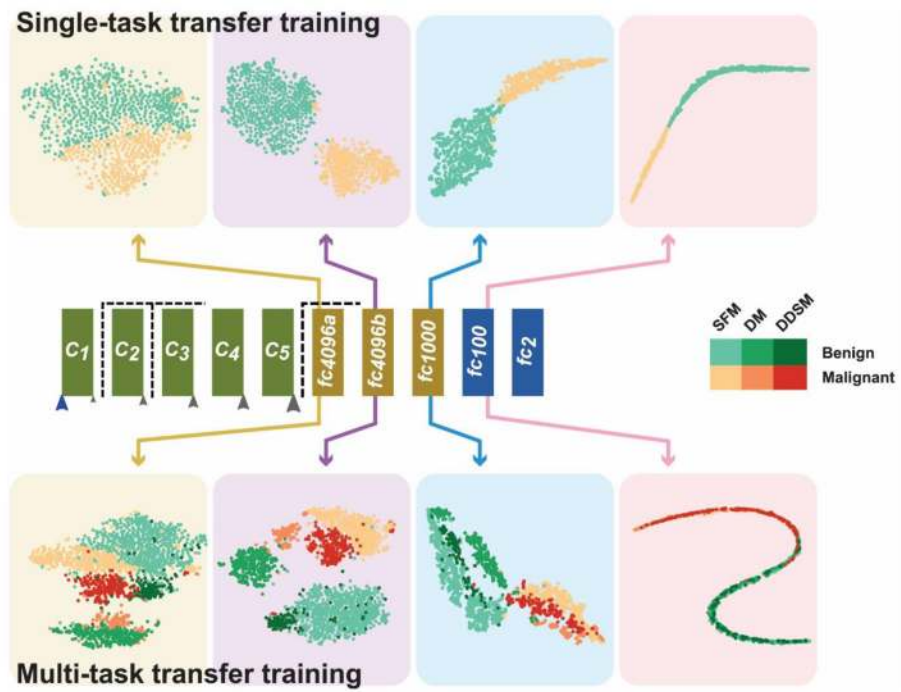 Single-task transfer training
C1
C2
C3
C4
C5
fc4096a
fc4096b
fc1000
fc100
fc2
SFM
DM
DDSM
Benign
Malignant
Multi-task transfer training